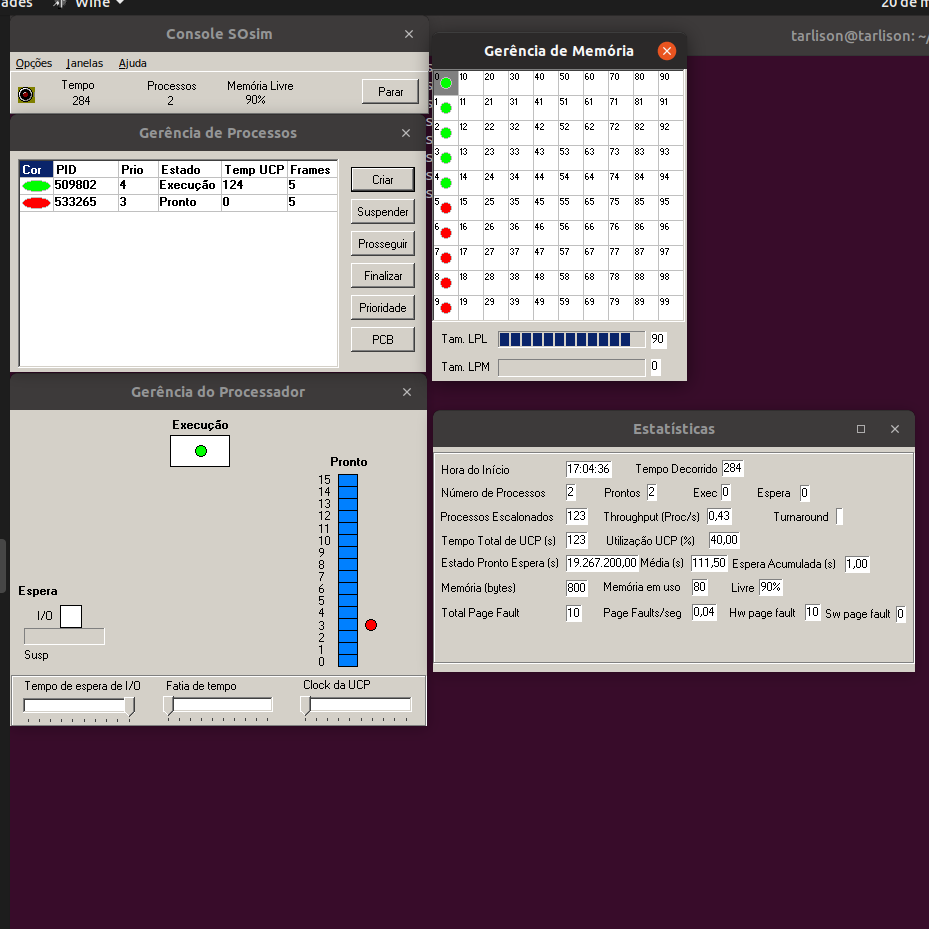 ades Wine 20 de m
tarlison@tarlison: ~/
Console SOsim
Opções Janelas Ajuda
Tempo Processos Memória Livre
284 2 90%
Parar
Gerência de Processos
Cor PID Prio Estado Temp UCP Frames
509802 4 Execução 124 5
533265 3 Pronto 0 5
Criar
Suspender
Prosseguir
Finalizar
Prioridade
PCB
Gerência de Memória
0 10 20 30 40 50 60 70 80 90
1 11 21 31 41 51 61 71 81 91
2 12 22 32 42 52 62 72 82 92
3 13 23 33 43 53 63 73 83 93
4 14 24 34 44 54 64 74 84 94
5 15 25 35 45 55 65 75 85 95
6 16 26 36 46 56 66 76 86 96
7 17 27 37 47 57 67 77 87 97
8 18 28 38 48 58 68 78 88 98
9 19 29 39 49 59 69 79 89 99
Tam. LPL 90
Tam. LPM 0
Gerência do Processador
Execução
Pronto
15
14
13
12
11
10
9
8
7
6
5
4
3
2
1
0
Espera
I/O
Susp
Tempo de espera de I/O Fatia de tempo Clock da UCP
Estatísticas
Hora do Início 17:04:36 Tempo Decorrido 284
Número de Processos 2 Prontos 2 Exec 0 Espera 0
Processos Escalonados 123 Throughput (Proc/s) 0,43 Turnaround
Tempo Total de UCP (s) 123 Utilização UCP (%) 40,00
Estado Pronto Espera (s) 19.267.200,00 Média (s) 111,50 Espera Acumulada (s) 1,00
Memória (bytes) 800 Memória em uso 80 Livre 90%
Total Page Fault 10 Page Faults/seg 0,04 Hw page fault 10 Sw page fault 0